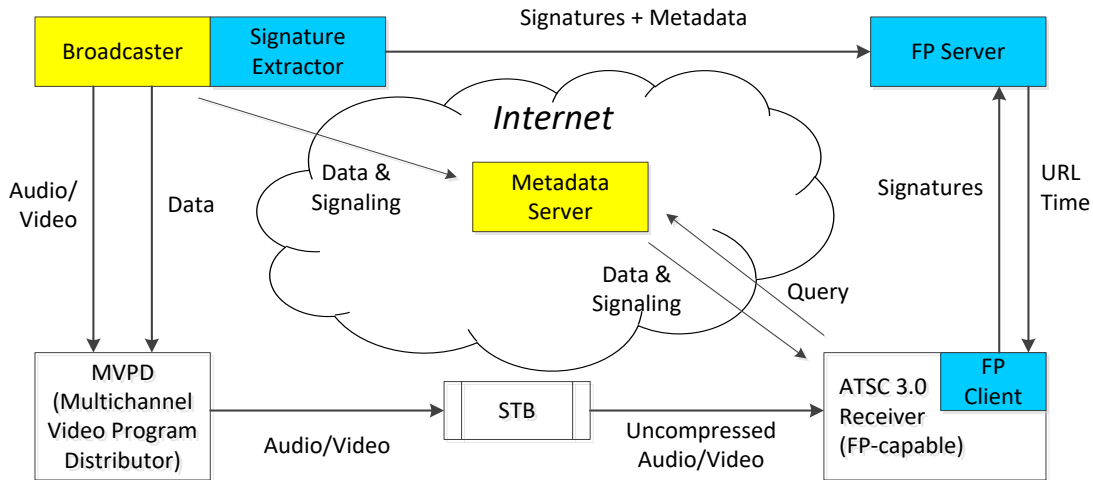 Signatures + Metadata
Broadcaster
Signature
Extractor
FP Server
Internet
Audio/
Video
Data
Data &
Signaling
Metadata
Server
Signatures
URL
Time
Data &
Signaling
Query
MVPD
(Multichannel
Video Program
Distributor)
Audio/Video
STB
Uncompressed
Audio/Video
ATSC 3.0
Receiver
(FP-capable)
FP
Client